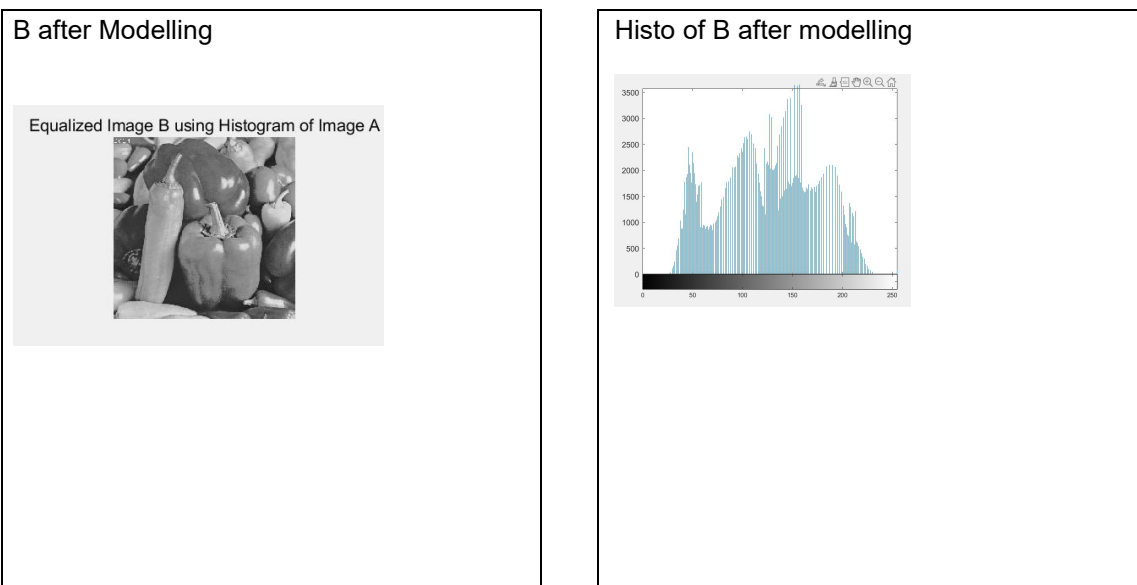 B after Modelling
Equalized Image B using Histogram of Image A
Histo of B after modelling
3500
3000
2500
2000
1500
1000
500
0
0 50 100 150 200 250